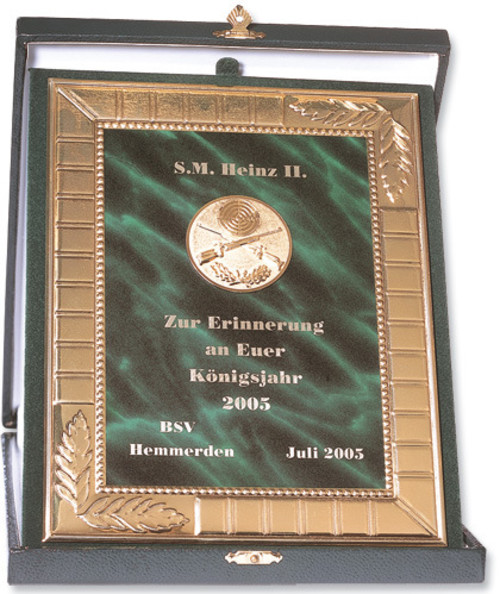 S.M. Heinz II.
Zur Erinnerung
an Euer
Königsjahr
2005
BSV
Hemmerden Juli 2005